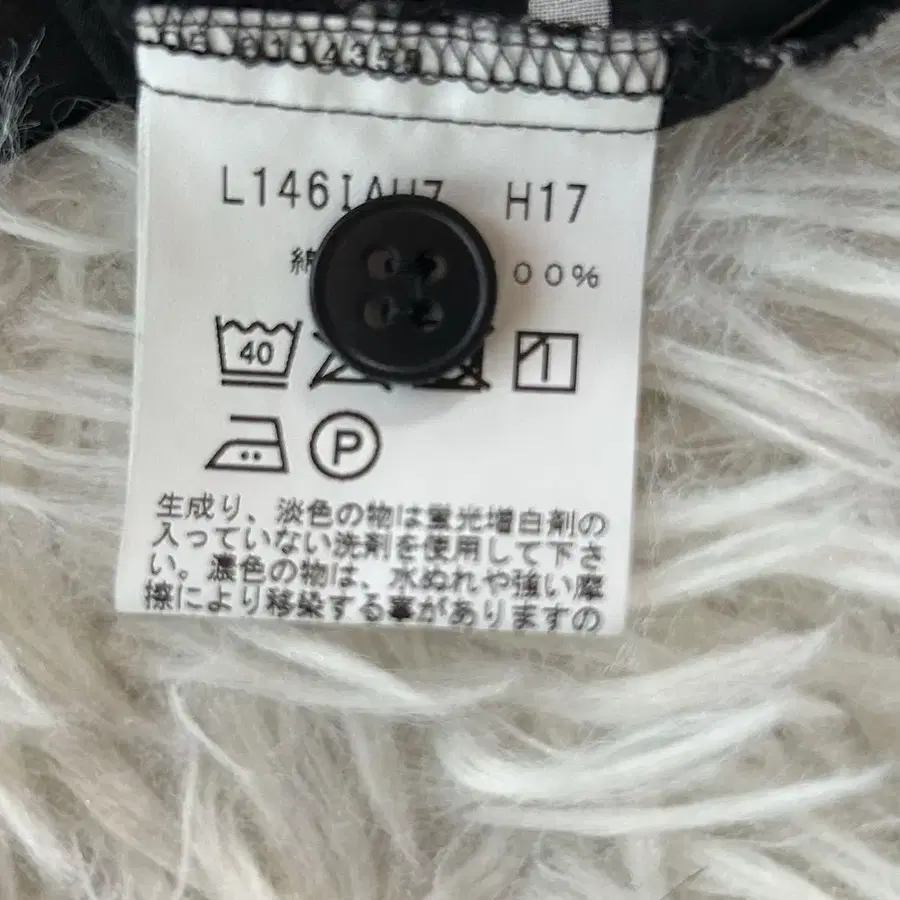 L146IAU7 H17
綿 00%
40
P
生成り、淡色の物は蛍光増白剤の
入っていない洗剤を使用して下さ
い。濃色の物は、水ぬれや強い摩
擦により移染する事がありますの